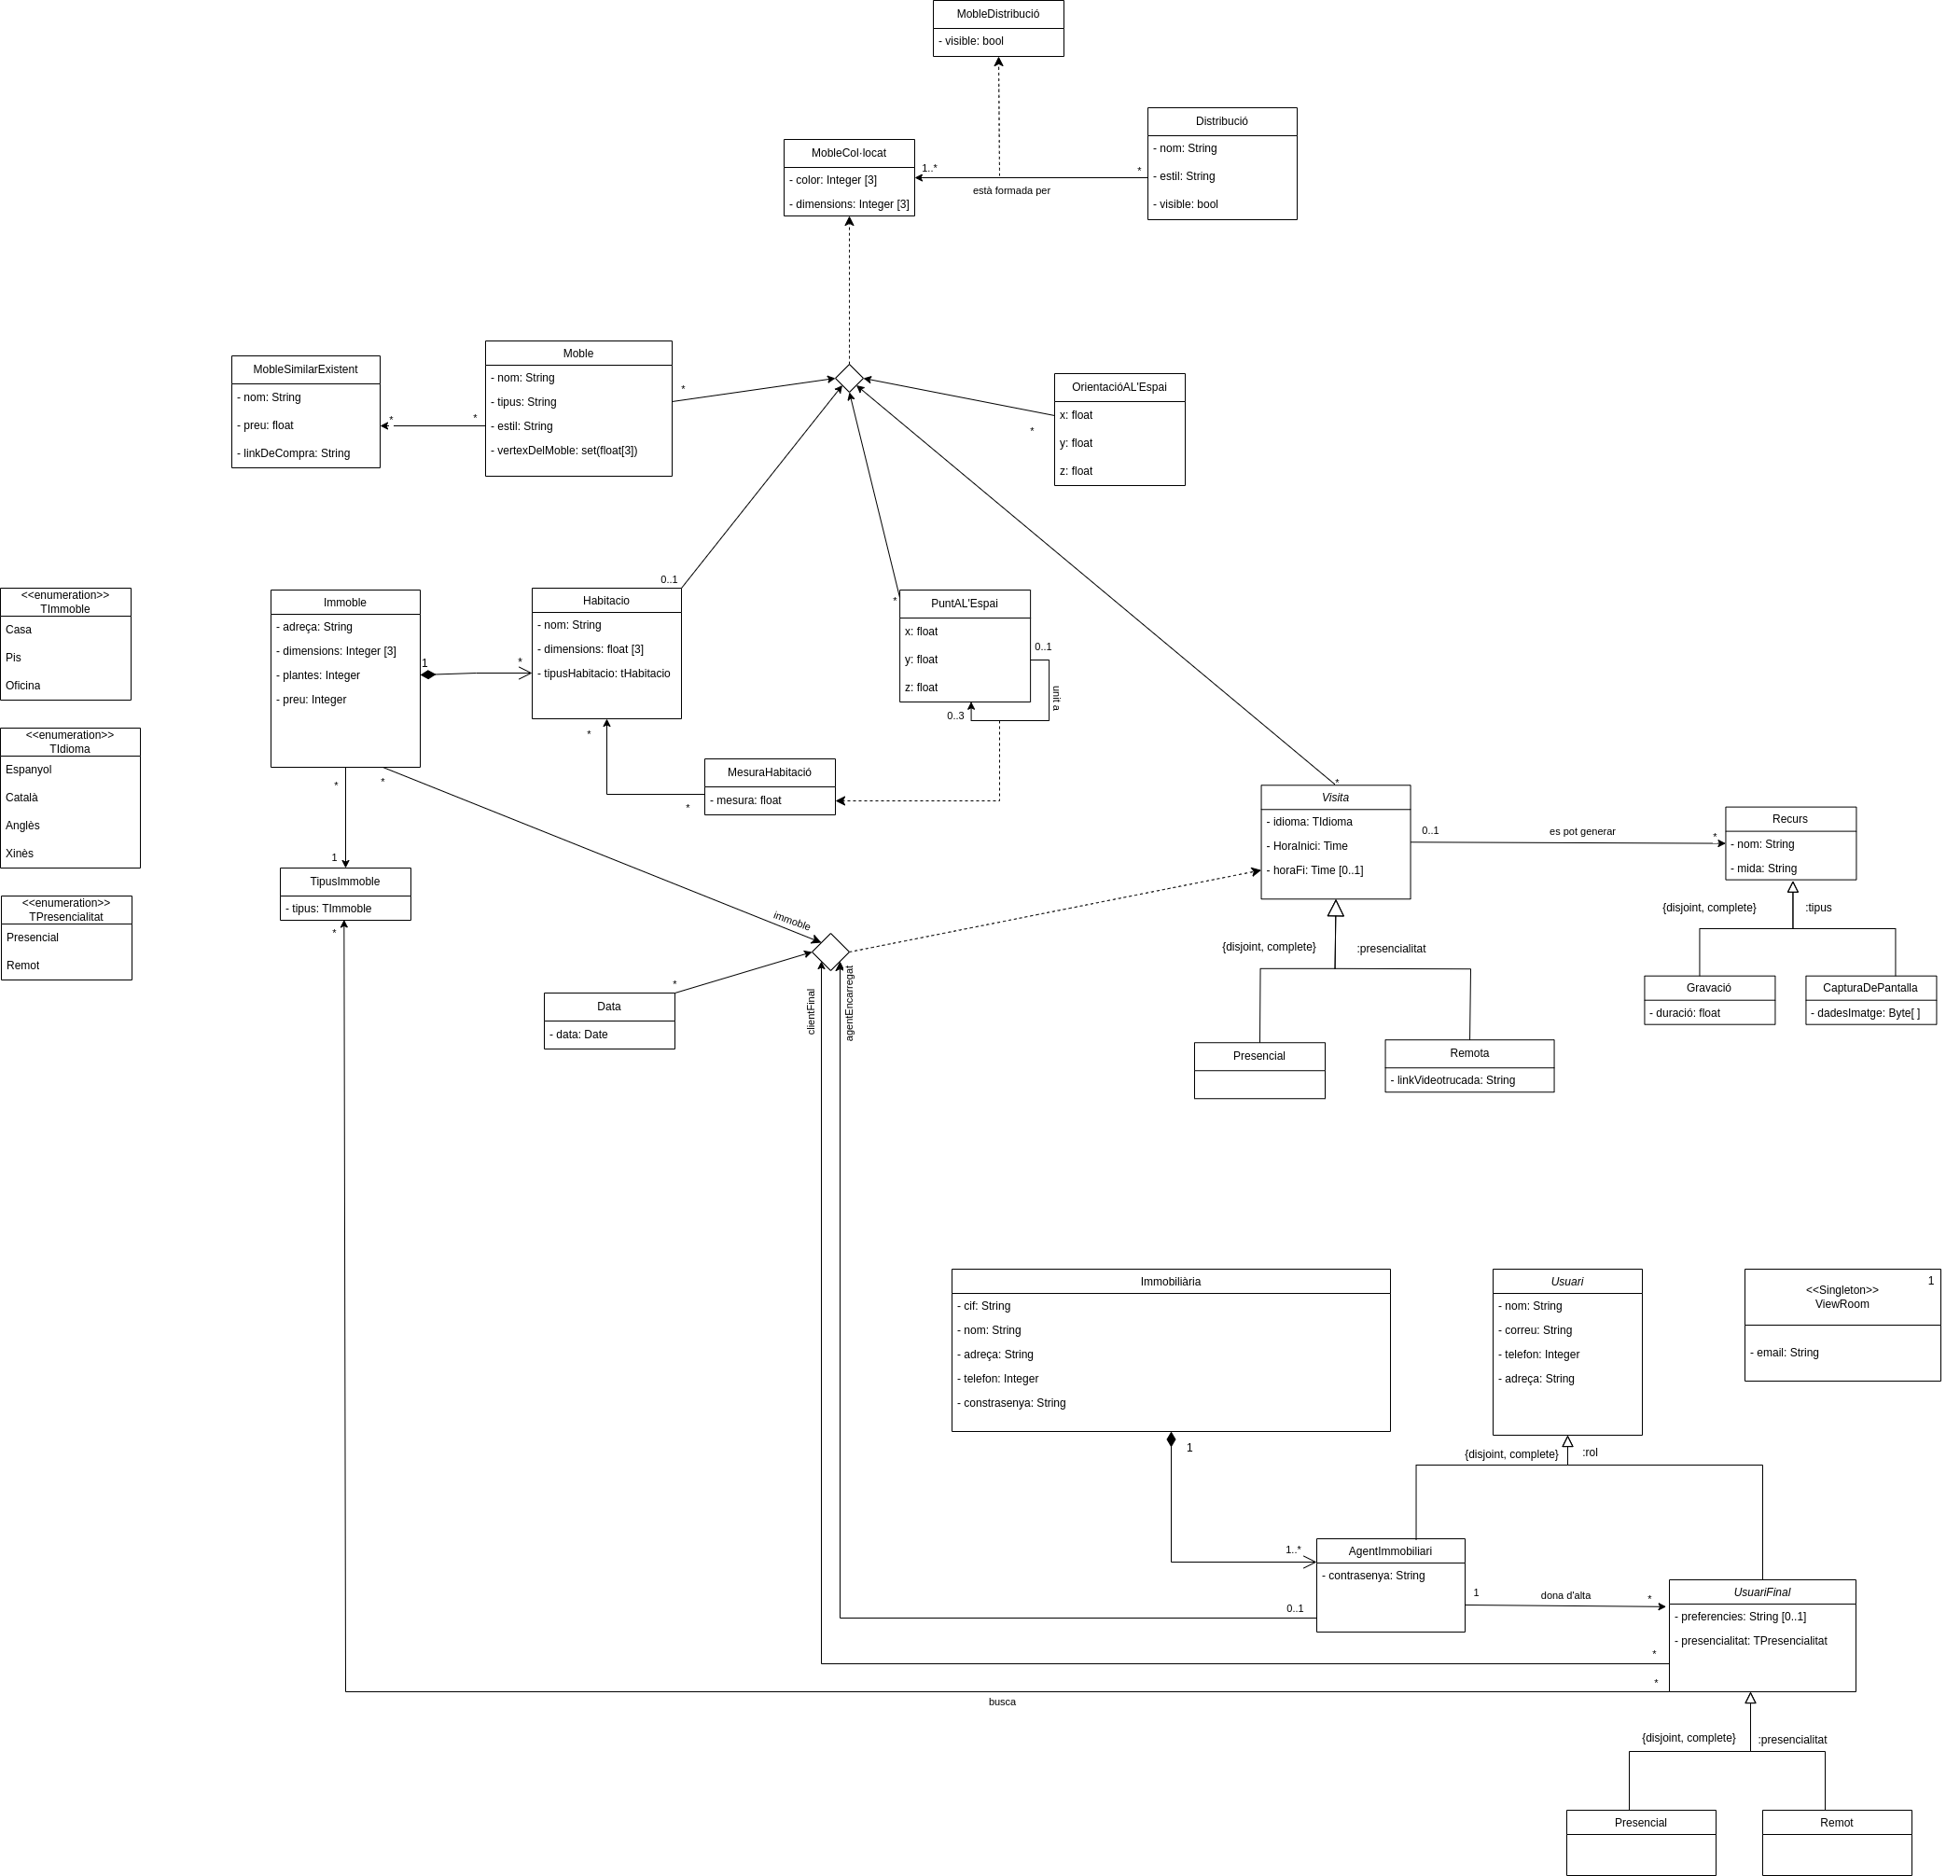 MobleDistribució
- visible: bool
Distribució
- nom: String
- estil: String
- visible: bool
MobleCol·locat
- color: Integer [3]
- dimensions: Integer [3]
1..*
*
està formada per
MobleSimilarExistent
- nom: String
- preu: float
- linkDeCompra: String
*
*
Moble
- nom: String
- tipus: String
- estil: String
- vertexDelMoble: set(float[3])
*
OrientacióAL'Espai
x: float
y: float
z: float
*
<<enumeration>>
TImmoble
Casa
Pis
Oficina
<<enumeration>>
TIdioma
Espanyol
Català
Anglès
Xinès
<<enumeration>>
TPresencialitat
Presencial
Remot
Immoble
- adreça: String
- dimensions: Integer [3]
- plantes: Integer
- preu: Integer
1
*
0..1
Habitacio
- nom: String
- dimensions: float [3]
- tipusHabitacio: tHabitacio
*
*
PuntAL'Espai
x: float
y: float
z: float
0..1
unit a
0..3
*
MesuraHabitació
- mesura: float
*
*
*
1
TipusImmoble
- tipus: TImmoble
*
immoble
*
Data
- data: Date
clientFinal
agentEncarregat
*
Visita
- idioma: TIdioma
- HoraInici: Time
- horaFi: Time [0..1]
0..1
es pot generar
*
Recurs
- nom: String
- mida: String
{disjoint, complete}
:tipus
Gravació
- duració: float
CapturaDePantalla
- dadesImatge: Byte[ ]
{disjoint, complete}
:presencialitat
Presencial
Remota
- linkVideotrucada: String
Immobiliària
- cif: String
- nom: String
- adreça: String
- telefon: Integer
- constrasenya: String
1
Usuari
- nom: String
- correu: String
- telefon: Integer
- adreça: String
1
<<Singleton>>
ViewRoom
- email: String
{disjoint, complete}
:rol
1..*
AgentImmobiliari
- contrasenya: String
0..1
1
dona d'alta
*
UsuariFinal
- preferencies: String [0..1]
- presencialitat: TPresencialitat
*
*
busca
{disjoint, complete}
:presencialitat
Presencial
Remot